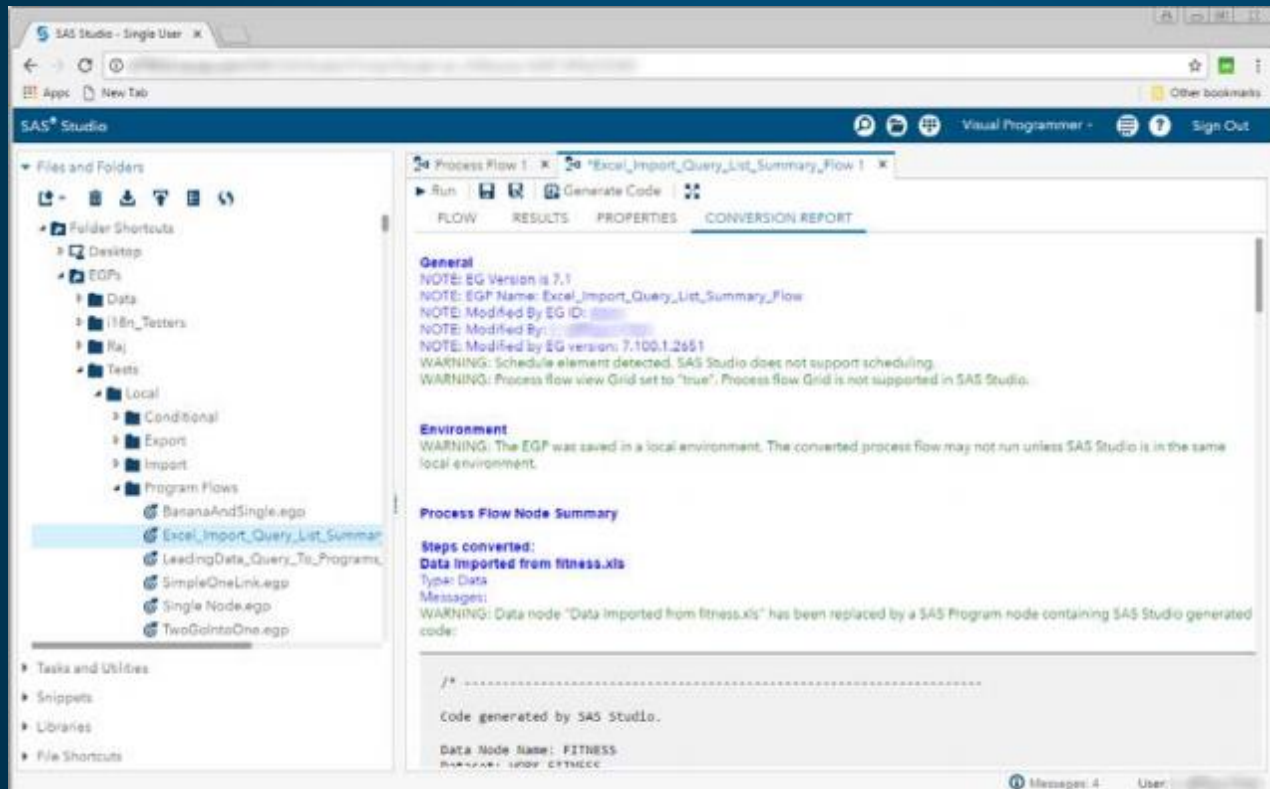 SAS Studio - Single User
Apps New Tab
Other bookmarks
SAS® Studio
Visual Programmer
Sign Out
Files and Folders
Folder Shortcuts
Desktop
EGPs
Data
i18n_Testers
Raj
Tests
Local
Conditional
Export
Import
Program Flows
BananaAndSingle.egp
Excel_Import_Query_List_Summar
LeadingData_Query_To_Programs_
SimpleOneLink.egp
Single Node.egp
TwoGoIntoOne.egp
Tasks and Utilities
Snippets
Libraries
File Shortcuts
Process Flow 1
*Excel_Import_Query_List_Summary_Flow 1
Run Generate Code
FLOW RESULTS PROPERTIES CONVERSION REPORT
General
NOTE: EG Version is 7.1
NOTE: EGP Name: Excel_Import_Query_List_Summary_Flow
NOTE: Modified By EG ID:
NOTE: Modified By:
NOTE: Modified by EG version: 7.100.1.2651
WARNING: Schedule element detected. SAS Studio does not support scheduling.
WARNING: Process flow view Grid set to "true". Process flow Grid is not supported in SAS Studio.
Environment
WARNING: The EGP was saved in a local environment. The converted process flow may not run unless SAS Studio is in the same
local environment.
Process Flow Node Summary
Steps converted:
Data Imported from fitness.xls
Type: Data
Messages:
WARNING: Data node "Data Imported from fitness.xls" has been replaced by a SAS Program node containing SAS Studio generated
code:
/* ----------------------------------------------------------------
Code generated by SAS Studio.
Data Node Name: FITNESS
Dataset: WORK.FITNESS
Messages: 4 User: